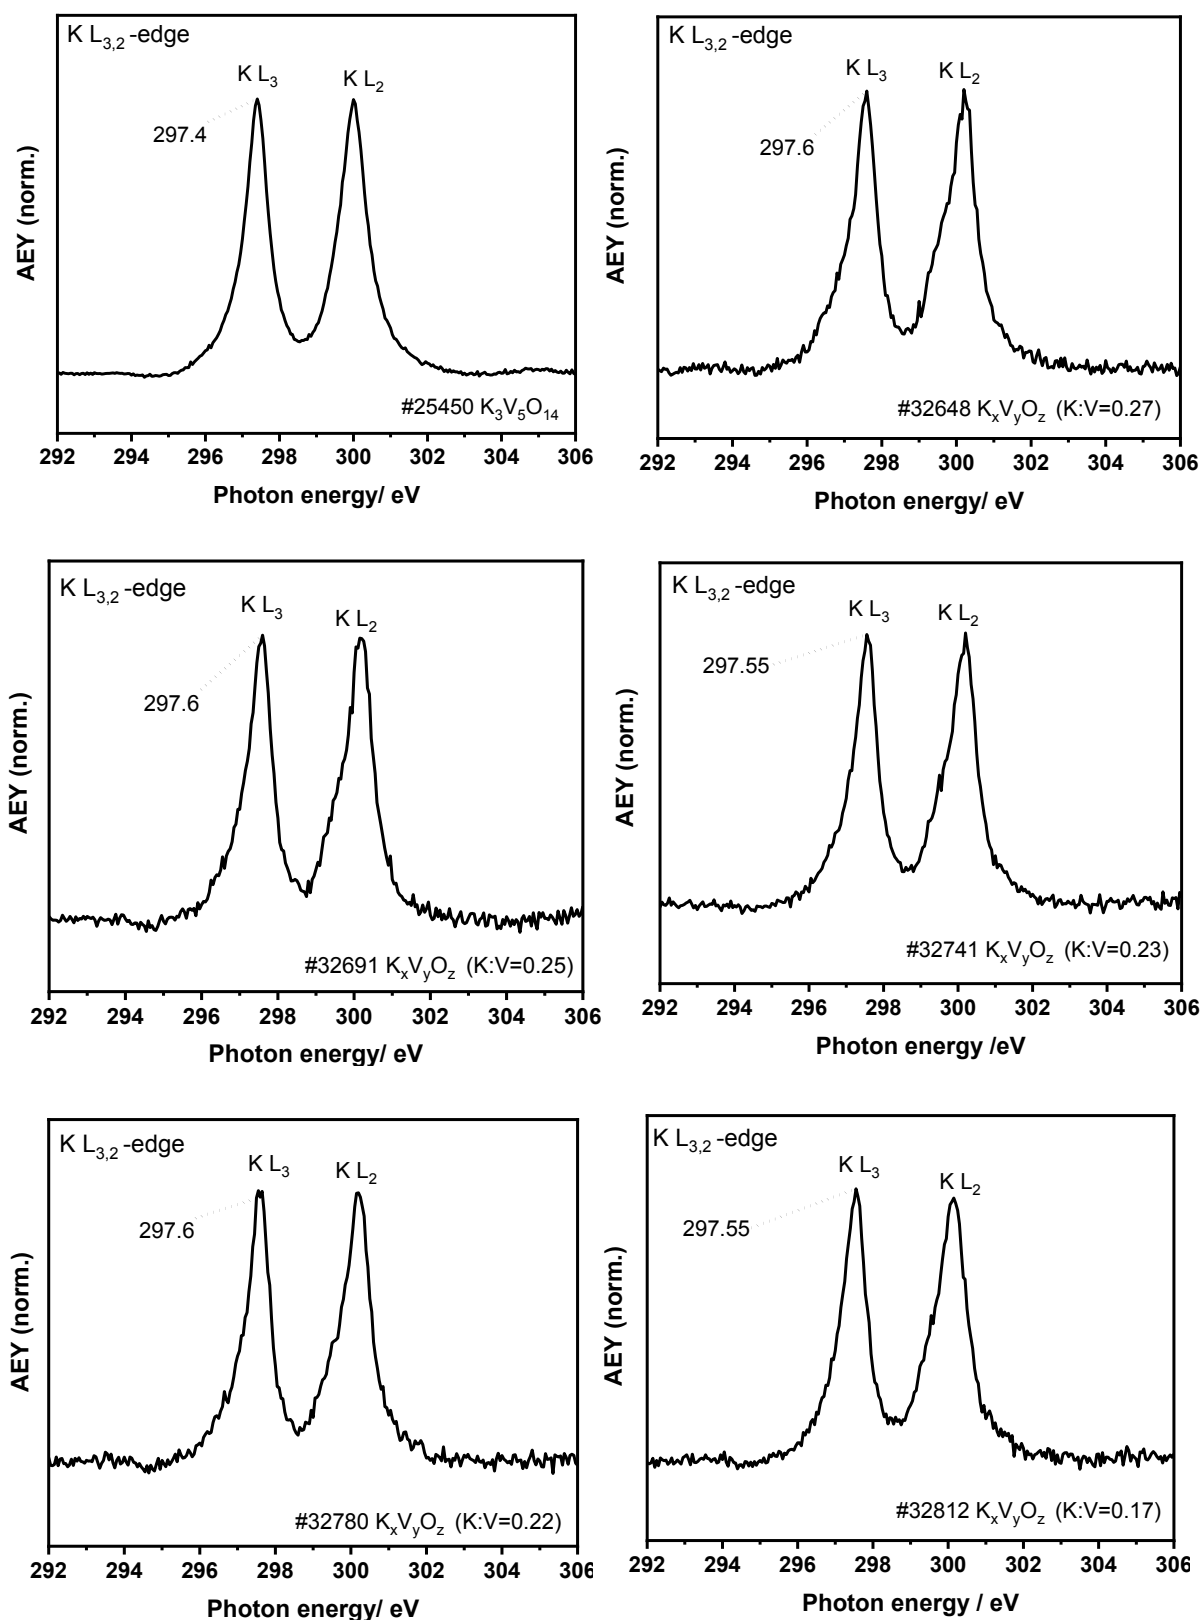 K L3,2 -edge
K L3
K L2
297.4
AEY (norm.)
#25450 K3V5O14
292 294 296 298 300 302 304 306
Photon energy/ eV
K L3,2 -edge
K L3
K L2
297.6
AEY (norm.)
#32648 KxVyOz (K:V=0.27)
292 294 296 298 300 302 304 306
Photon energy/ eV
K L3,2 -edge
K L3
K L2
297.6
AEY (norm.)
#32691 KxVyOz (K:V=0.25)
292 294 296 298 300 302 304 306
Photon energy/ eV
K L3,2 -edge
K L3
K L2
297.55
AEY (norm.)
#32741 KxVyOz (K:V=0.23)
292 294 296 298 300 302 304 306
Photon energy /eV
K L3,2 -edge
K L3
K L2
297.6
AEY (norm.)
#32780 KxVyOz (K:V=0.22)
292 294 296 298 300 302 304 306
Photon energy/ eV
K L3,2 -edge
K L3
K L2
297.55
AEY (norm.)
#32812 KxVyOz (K:V=0.17)
292 294 296 298 300 302 304 306
Photon energy / eV